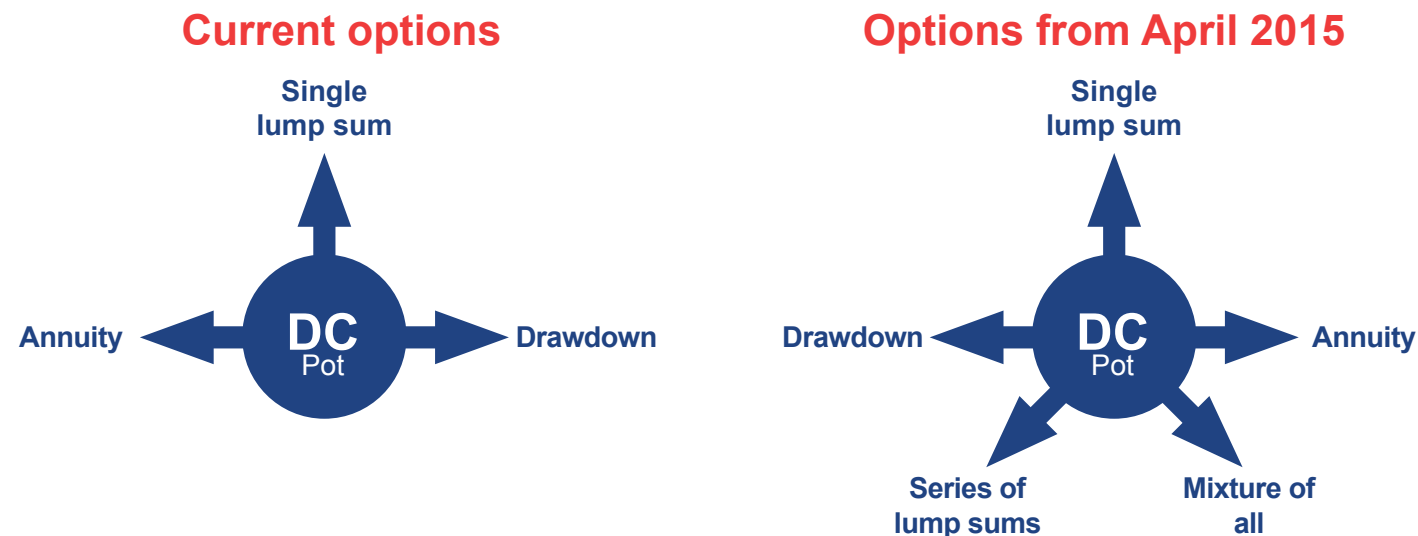 Current options
Single
lump sum
Annuity
DC
Pot
Drawdown
Options from April 2015
Single
lump sum
Drawdown
DC
Pot
Annuity
Series of
lump sums
Mixture of
all